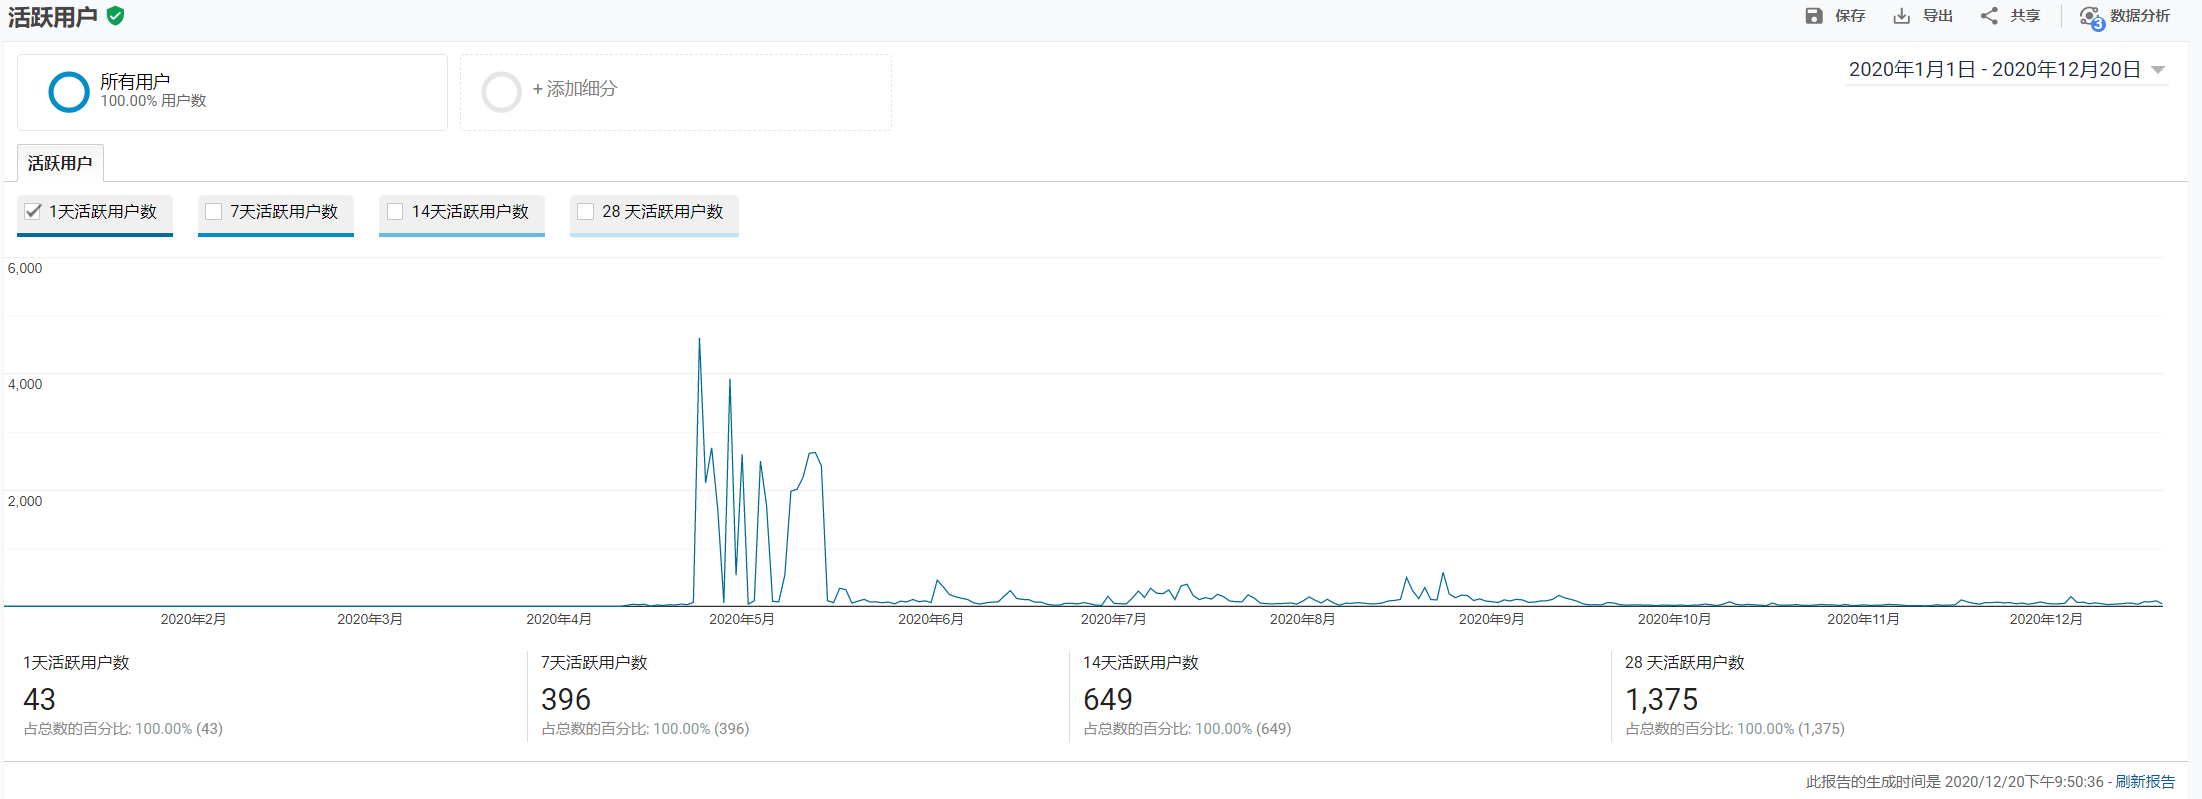 活跃用户
保存 导出 共享 3 数据分析
所有用户
100.00% 用户数
+ 添加细分
2020年1月1日 - 2020年12月20日
活跃用户
1天活跃用户数 7天活跃用户数 14天活跃用户数 28 天活跃用户数
6,000
4,000
2,000
2020年2月 2020年3月 2020年4月 2020年5月 2020年6月 2020年7月 2020年8月 2020年9月 2020年10月 2020年11月 2020年12月
1天活跃用户数
43
占总数的百分比: 100.00% (43)
7天活跃用户数
396
占总数的百分比: 100.00% (396)
14天活跃用户数
649
占总数的百分比: 100.00% (649)
28 天活跃用户数
1,375
占总数的百分比: 100.00% (1,375)
此报告的生成时间是 2020/12/20下午9:50:36 - 刷新报告